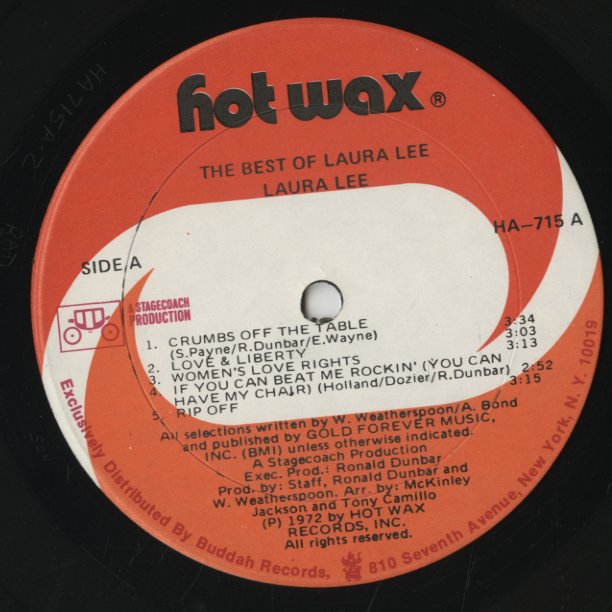 hot wax®
THE BEST OF LAURA LEE
LAURA LEE
HA-715 A
SIDE A
A STAGECOACH
PRODUCTION
1. CRUMBS OFF THE TABLE 3:34
(S.Payne/R.Dunbar/E.Wayne)
2. LOVE & LIBERTY 3:03
3. WOMEN'S LOVE RIGHTS 3:13
4. IF YOU CAN BEAT ME ROCKIN' (YOU CAN
HAVE MY CHAIR) (Holland/Dozier/R.Dunbar) 2:52
5. RIP OFF 3:15
All selections written by W. Weatherspoon/A. Bond
and published by GOLD FOREVER MUSIC,
INC. (BMI) unless otherwise indicated.
A Stagecoach Production
Exec. Prod.: Ronald Dunbar
Prod. by: Staff, Ronald Dunbar and
W. Weatherspoon. Arr. by: McKinley
Jackson and Tony Camillo
(P) 1972 by HOT WAX
RECORDS, INC.
All rights reserved.
Exclusively Distributed By Buddah Records, 810 Seventh Avenue, New York, N. Y. 10019
HA 715A-2